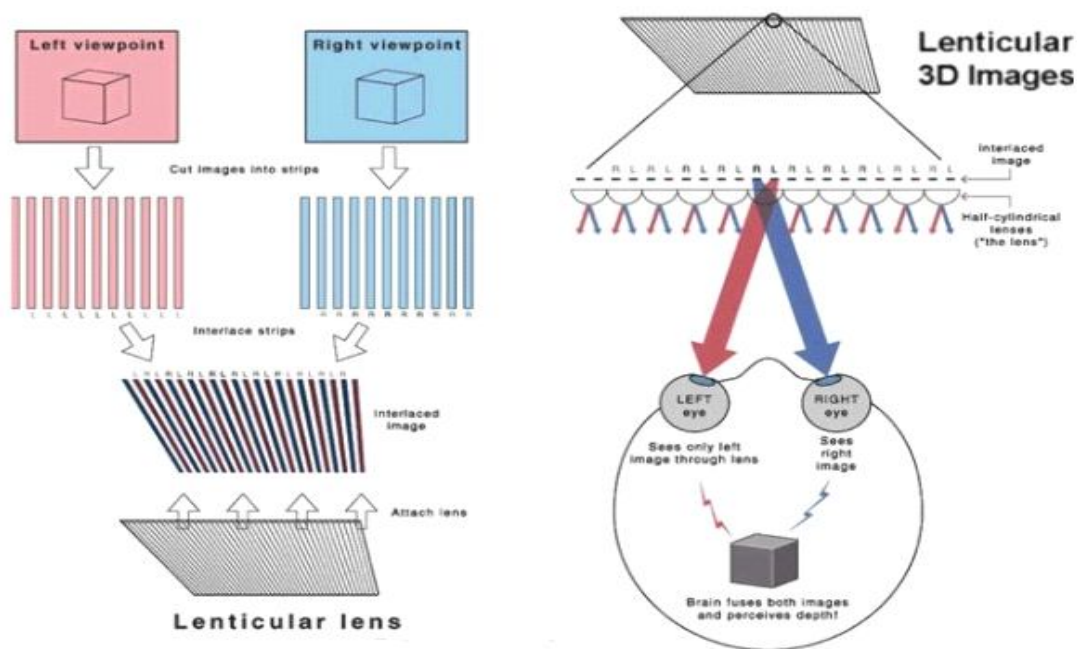 Left viewpoint
Right viewpoint
Cut images into strips
L L L L L L L L L L
R R R R R R R R R R
Interlace strips
Interlaced
image
Attach lens
Lenticular lens
Lenticular
3D Images
Interlaced
image
R L R L R L R L R L R L R L R L R L R L
Half-cylindrical
lenses
("the lens")
LEFT
eye
RIGHT
eye
Sees only left
image through lens
Sees
right
image
Brain fuses both images
and perceives depth!